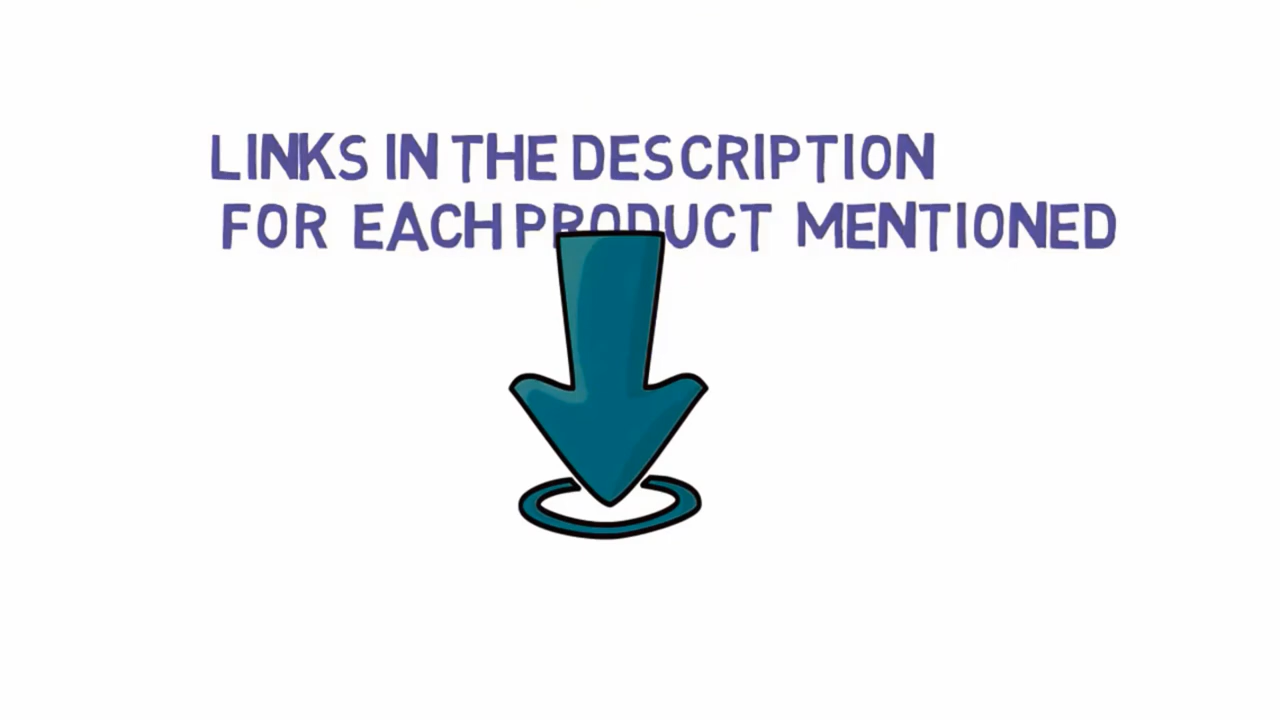 LINKS IN THE DESCRIPTION
FOR EACH PRODUCT MENTIONED